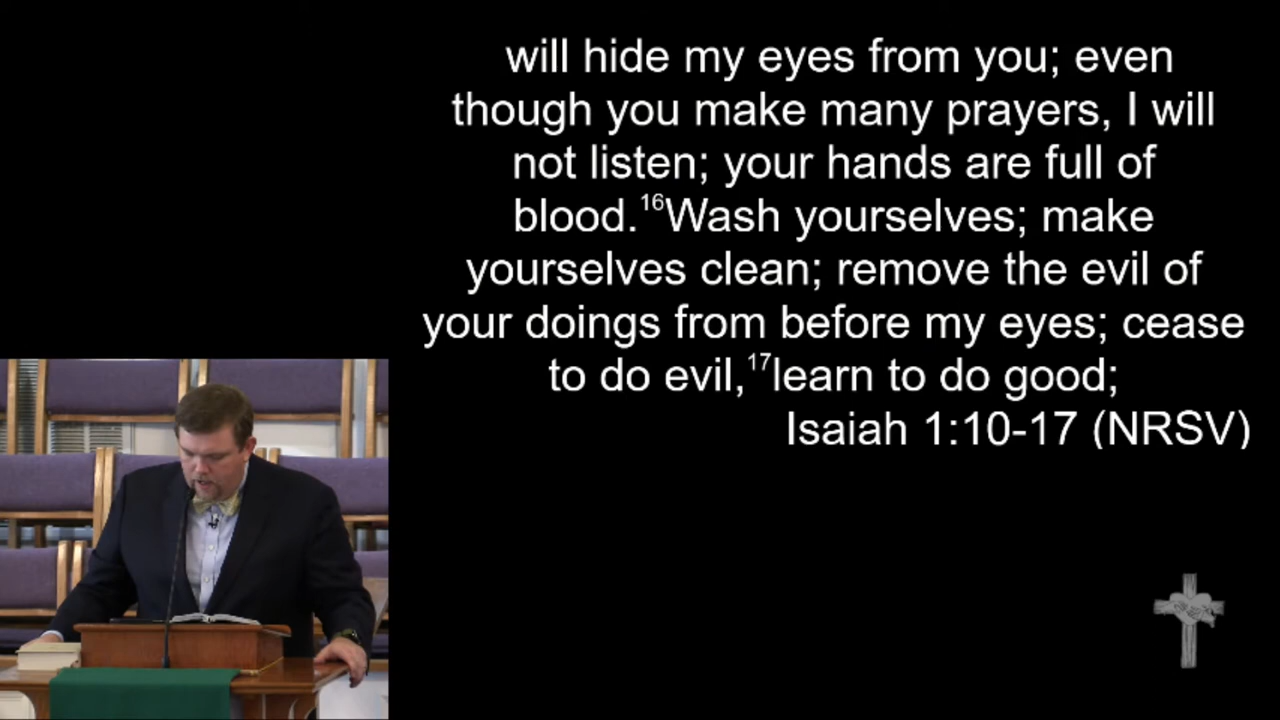 will hide my eyes from you; even
though you make many prayers, I will
not listen; your hands are full of
blood.¹⁶Wash yourselves; make
yourselves clean; remove the evil of
your doings from before my eyes; cease
to do evil,¹⁷learn to do good;
Isaiah 1:10-17 (NRSV)